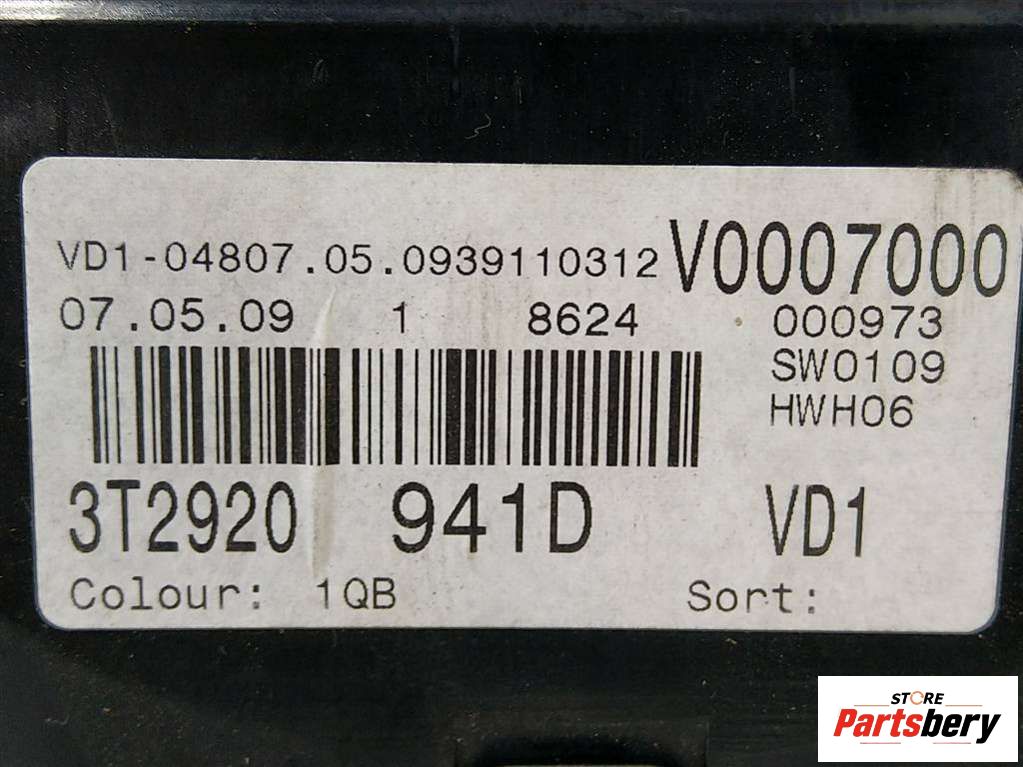 VD1-04807.05.0939110312 V0007000
07.05.09 1 8624 000973
SW0109
HWH06
3T2920 941D VD1
Colour: 1QB Sort:
STORE
Partsbery